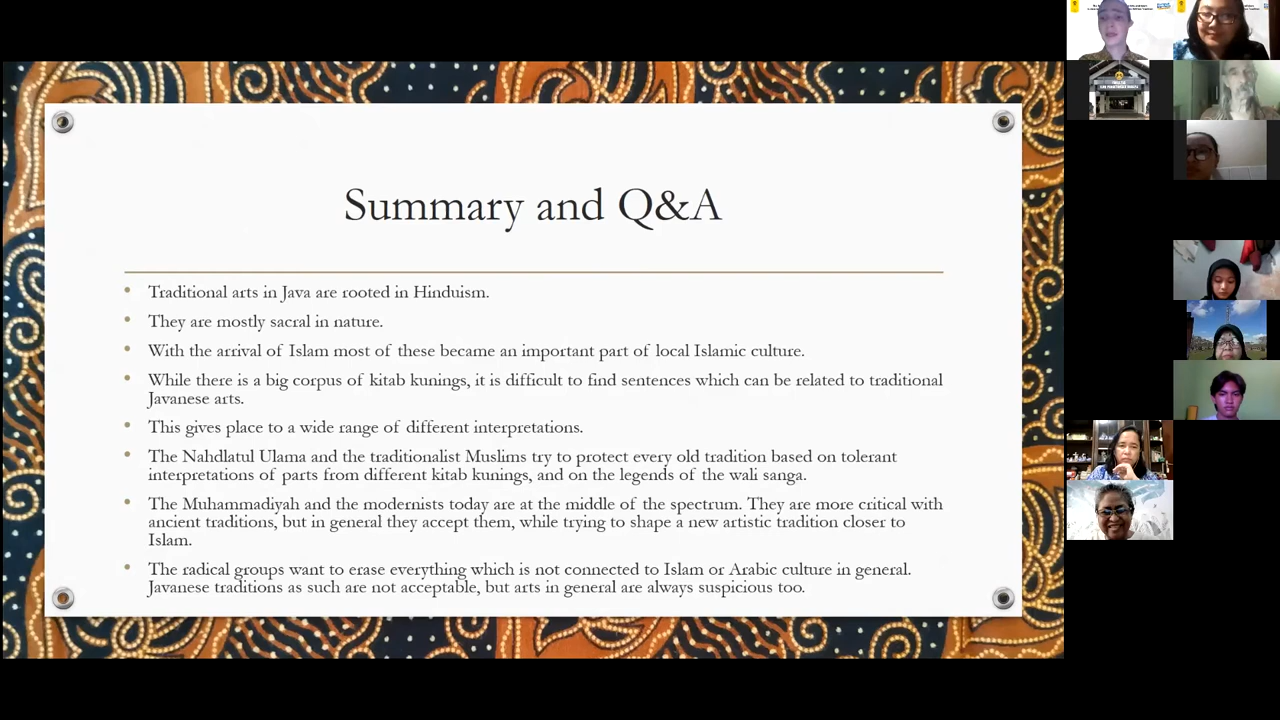 Summary and Q&A
• Traditional arts in Java are rooted in Hinduism.
• They are mostly sacral in nature.
• With the arrival of Islam most of these became an important part of local Islamic culture.
• While there is a big corpus of kitab kunings, it is difficult to find sentences which can be related to traditional
Javanese arts.
• This gives place to a wide range of different interpretations.
• The Nahdlatul Ulama and the traditionalist Muslims try to protect every old tradition based on tolerant
interpretations of parts from different kitab kunings, and on the legends of the wali sanga.
• The Muhammadiyah and the modernists today are at the middle of the spectrum. They are more critical with
ancient traditions, but in general they accept them, while trying to shape a new artistic tradition closer to
Islam.
• The radical groups want to erase everything which is not connected to Islam or Arabic culture in general.
Javanese traditions as such are not acceptable, but arts in general are always suspicious too.